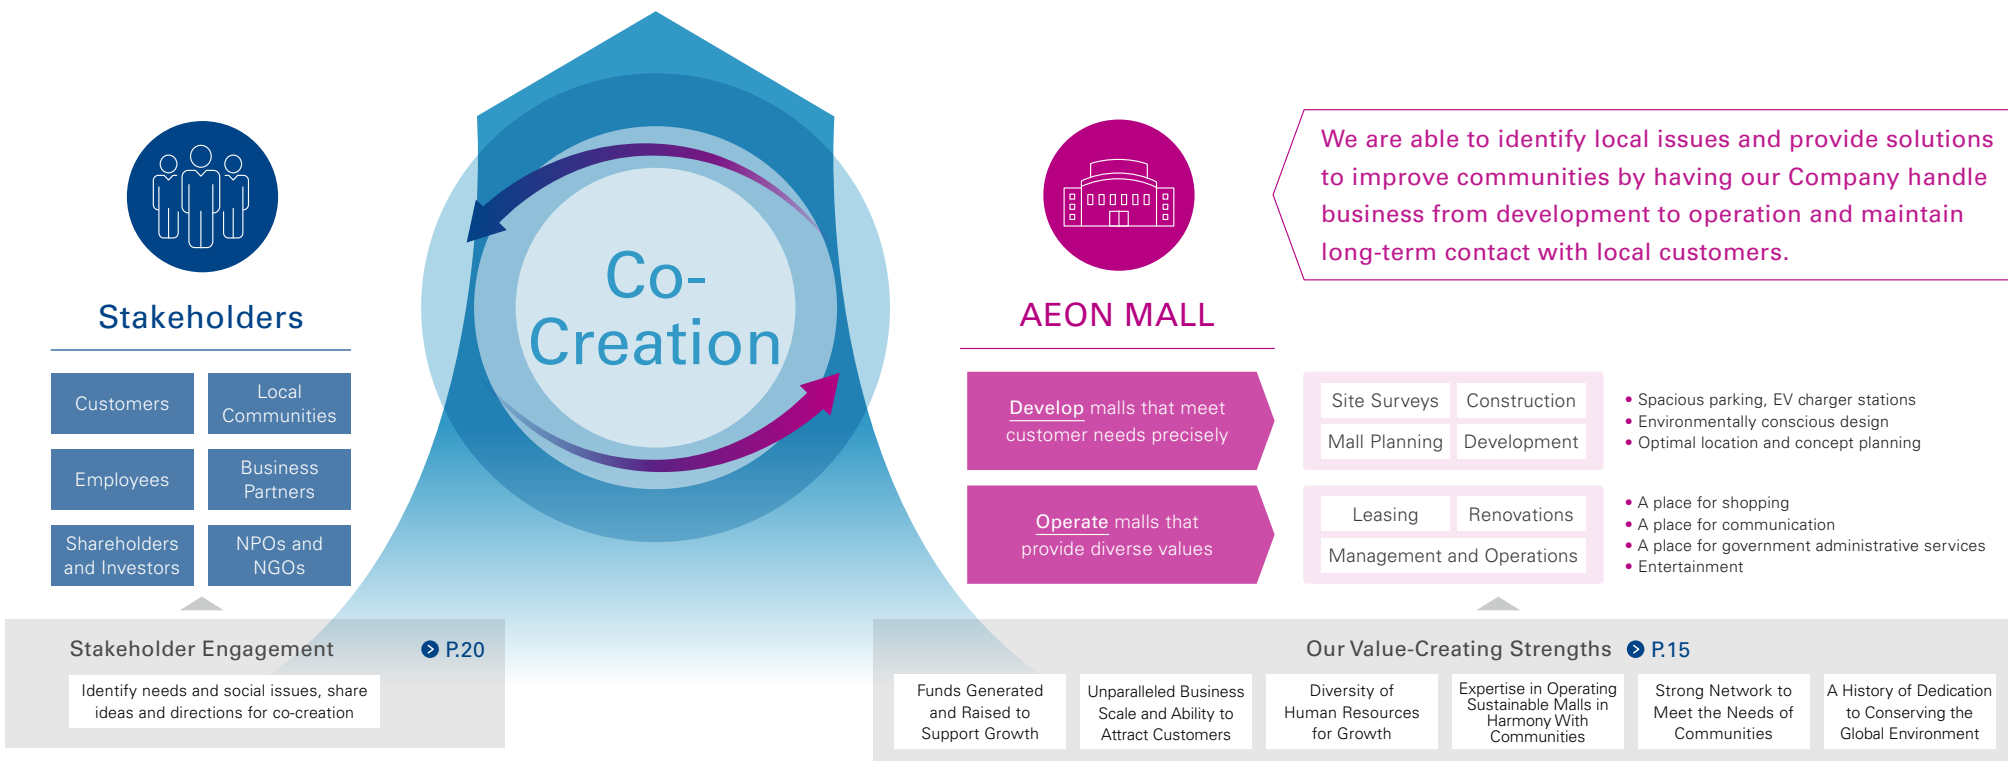 Stakeholders
Customers
Local
Communities
Employees
Business
Partners
Shareholders
and Investors
NPOs and
NGOs
Stakeholder Engagement
P.20
Identify needs and social issues, share
ideas and directions for co-creation
Co-
Creation
AEON MALL
We are able to identify local issues and provide solutions
to improve communities by having our Company handle
business from development to operation and maintain
long-term contact with local customers.
Develop malls that meet
customer needs precisely
Site Surveys
Construction
Mall Planning
Development
• Spacious parking, EV charger stations
• Environmentally conscious design
• Optimal location and concept planning
Operate malls that
provide diverse values
Leasing
Renovations
Management and Operations
• A place for shopping
• A place for communication
• A place for government administrative services
• Entertainment
Our Value-Creating Strengths
P.15
Funds Generated
and Raised to
Support Growth
Unparalleled Business
Scale and Ability to
Attract Customers
Diversity of
Human Resources
for Growth
Expertise in Operating
Sustainable Malls in
Harmony With
Communities
Strong Network to
Meet the Needs of
Communities
A History of Dedication
to Conserving the
Global Environment